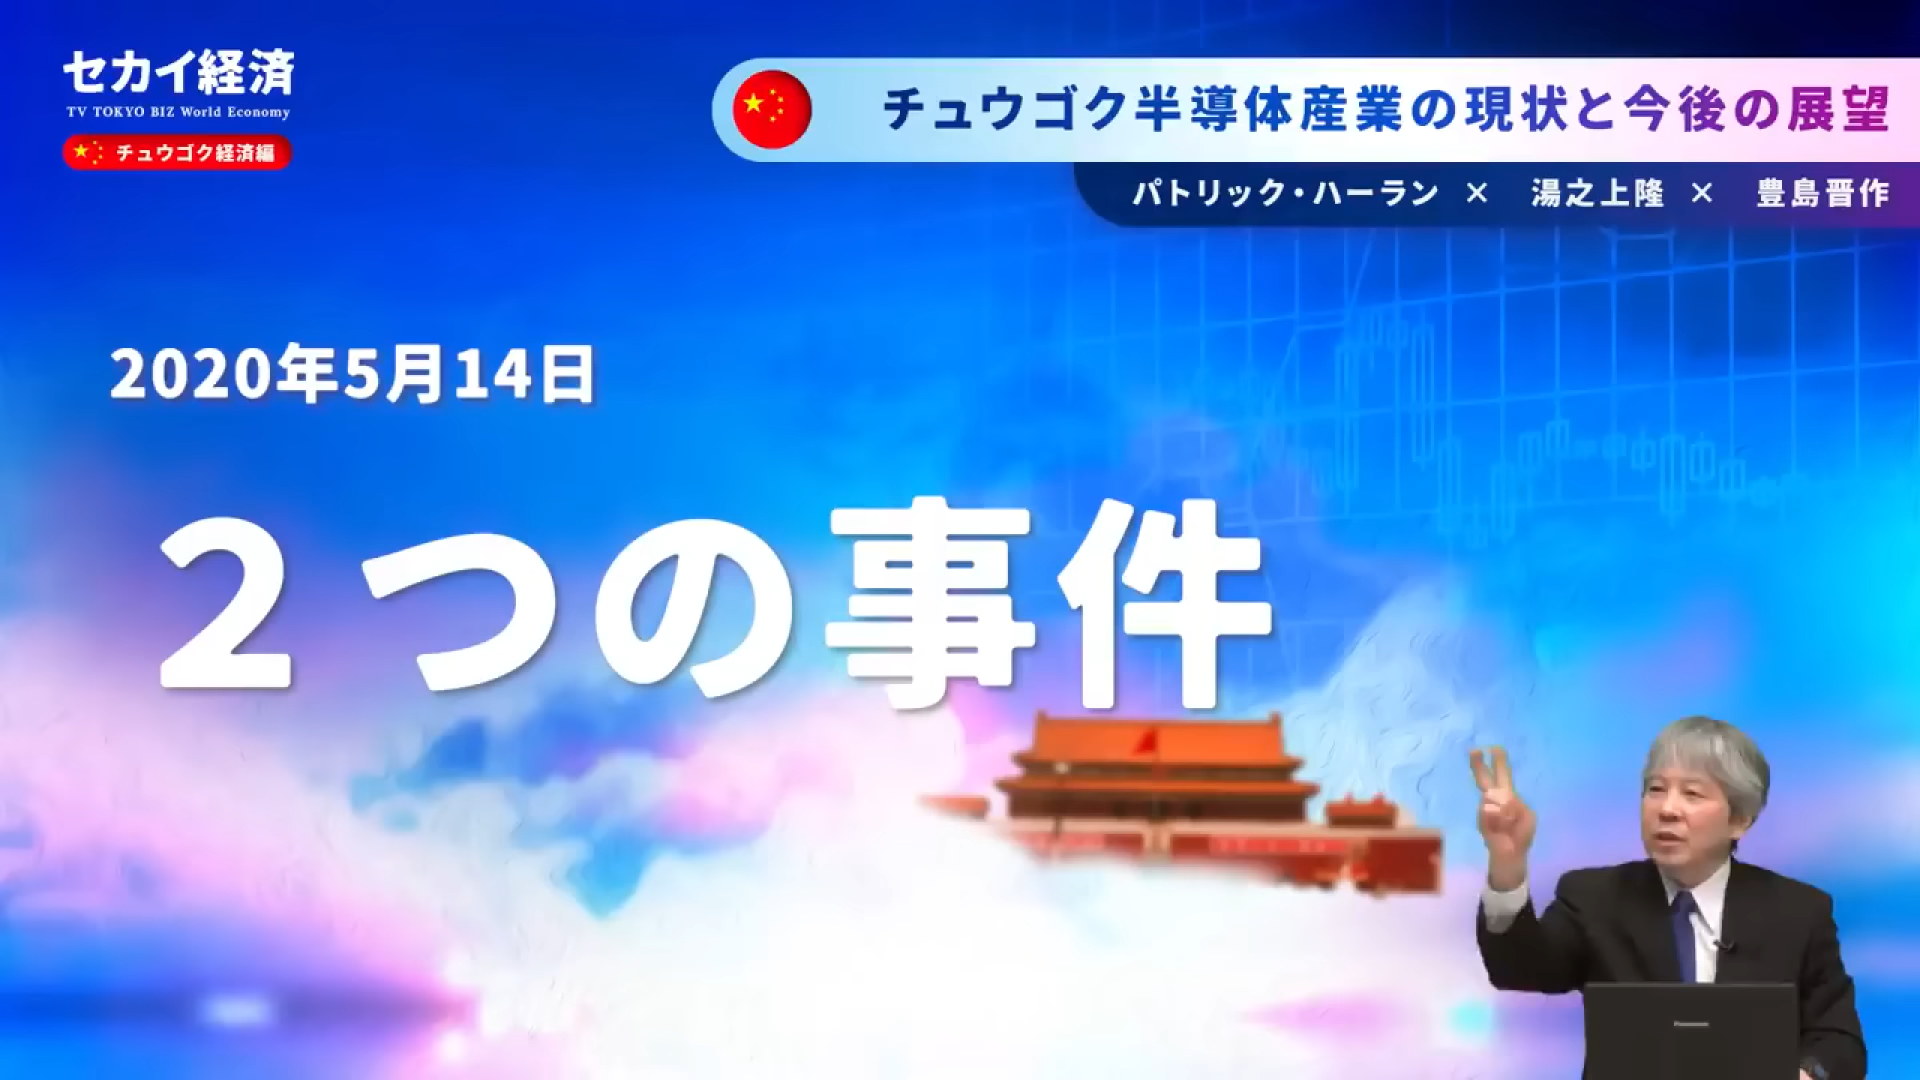 セカイ経済
TV TOKYO BIZ World Economy
チュウゴク経済編
チュウゴク半導体産業の現状と今後の展望
パトリック・ハーラン × 湯之上隆 × 豊島晋作
2020年5月14日
２つの事件
Panasonic